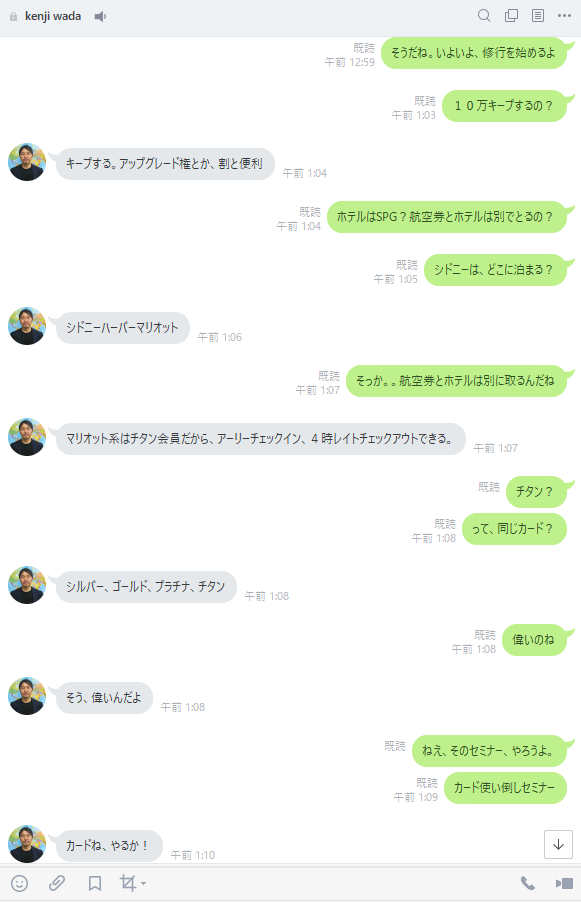 kenji wada
既読
午前 12:59
そうだね。いよいよ、修行を始めるよ
既読
午前 1:03
１０万キープするの？
キープする。アップグレード権とか、割と便利
午前 1:04
既読
午前 1:04
ホテルはSPG？航空券とホテルは別でとるの？
既読
午前 1:05
シドニーは、どこに泊まる？
シドニーハーバーマリオット
午前 1:06
既読
午前 1:07
そっか。。航空券とホテルは別に取るんだね
マリオット系はチタン会員だから、アーリーチェックイン、４時レイトチェックアウトできる。
午前 1:07
既読
チタン？
既読
午前 1:08
って、同じカード？
シルバー、ゴールド、プラチナ、チタン
午前 1:08
既読
午前 1:08
偉いのね
そう、偉いんだよ
午前 1:08
既読
ねえ、そのセミナー、やろうよ。
既読
午前 1:09
カード使い倒しセミナー
カードね、やるか！
午前 1:10